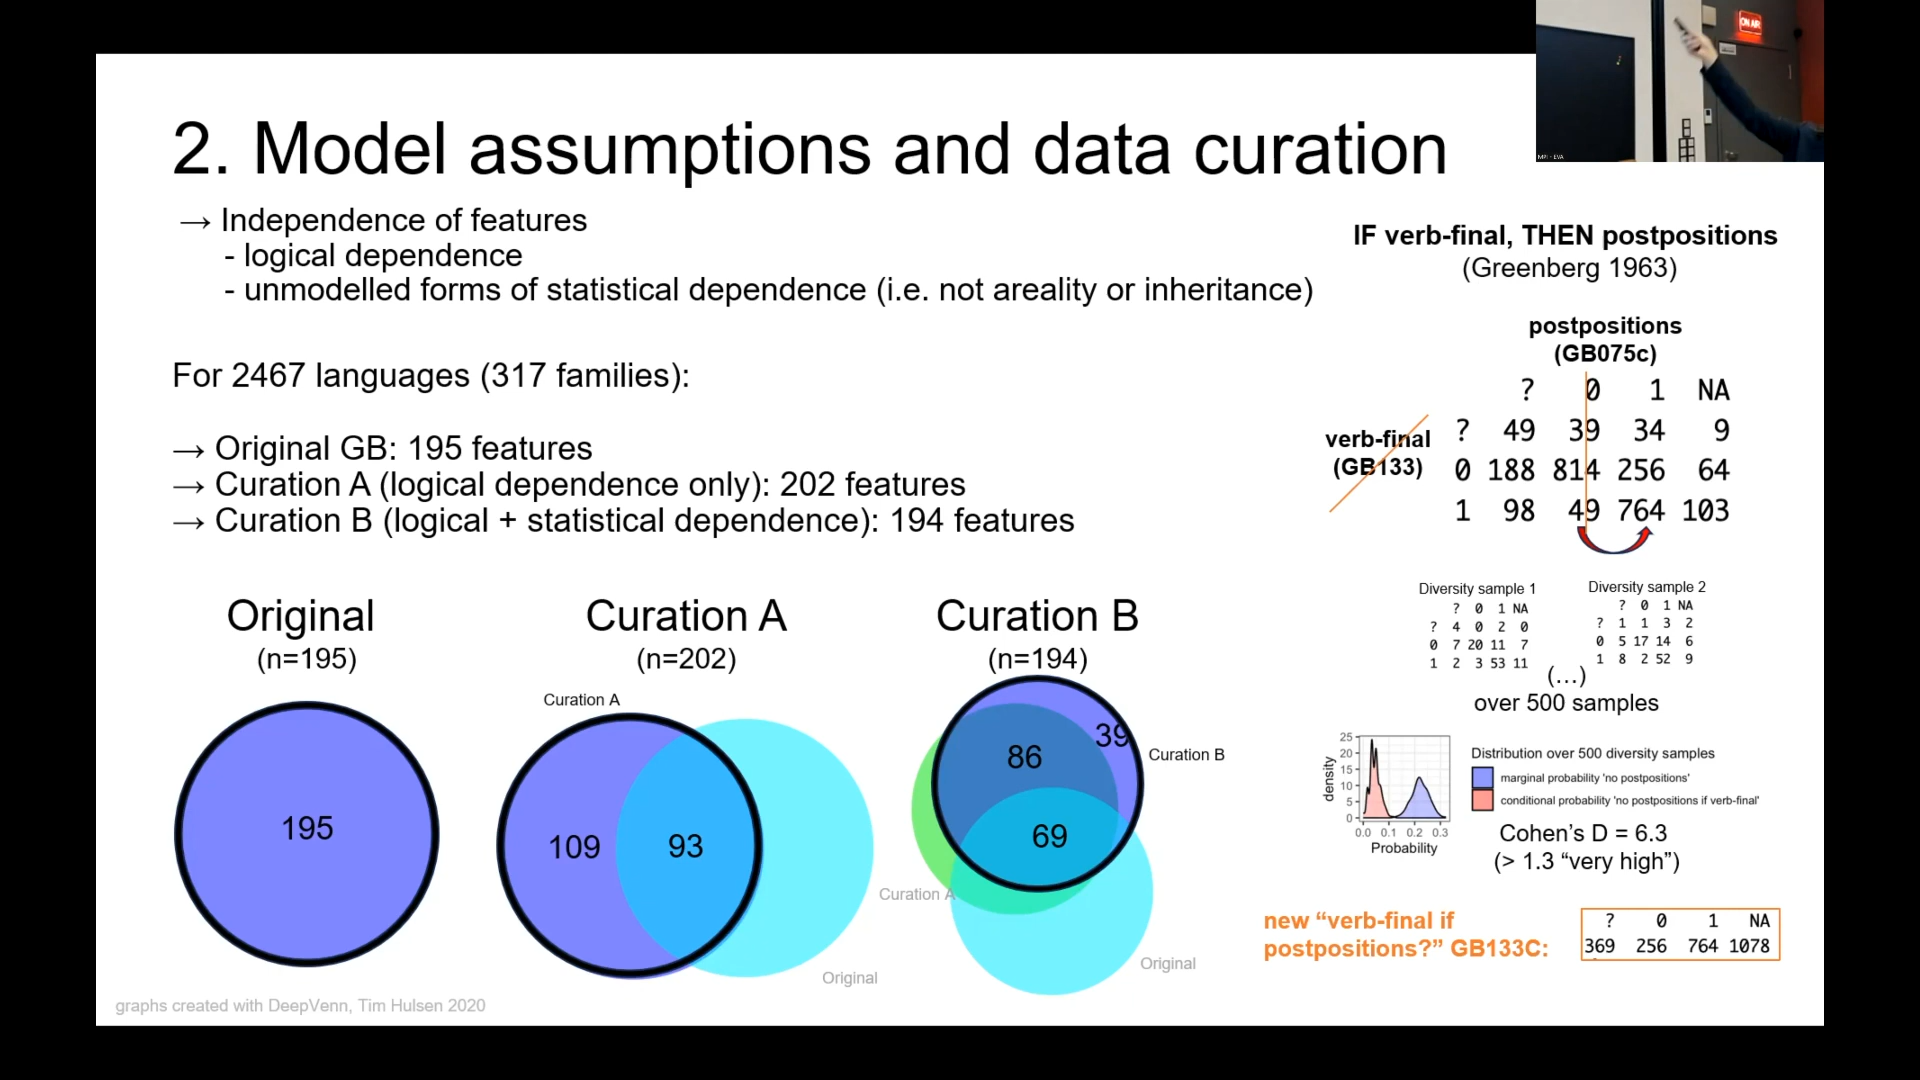 2. Model assumptions and data curation
→ Independence of features
- logical dependence
- unmodelled forms of statistical dependence (i.e. not areality or inheritance)
For 2467 languages (317 families):
→ Original GB: 195 features
→ Curation A (logical dependence only): 202 features
→ Curation B (logical + statistical dependence): 194 features
Original
(n=195)
195
Curation A
(n=202)
Curation A
109
93
Original
Curation B
(n=194)
39
86
Curation B
69
Curation A
Original
graphs created with DeepVenn, Tim Hulsen 2020
ON AIR
MPI - EVA
IF verb-final, THEN postpositions
(Greenberg 1963)
postpositions
(GB075c)
verb-final
(GB133)
? 0 1 NA
? 49 39 34 9
0 188 814 256 64
1 98 49 764 103
Diversity sample 1
? 0 1 NA
? 4 0 2 0
0 7 20 11 7
1 2 3 53 11
Diversity sample 2
? 0 1 NA
? 1 1 3 2
0 5 17 14 6
1 8 2 52 9
(...)
over 500 samples
density
25
20
15
10
5
0
0.0 0.1 0.2 0.3
Probability
Distribution over 500 diversity samples
marginal probability 'no postpositions'
conditional probability 'no postpositions if verb-final'
Cohen's D = 6.3
(> 1.3 “very high”)
new “verb-final if
postpositions?” GB133C:
? 0 1 NA
369 256 764 1078